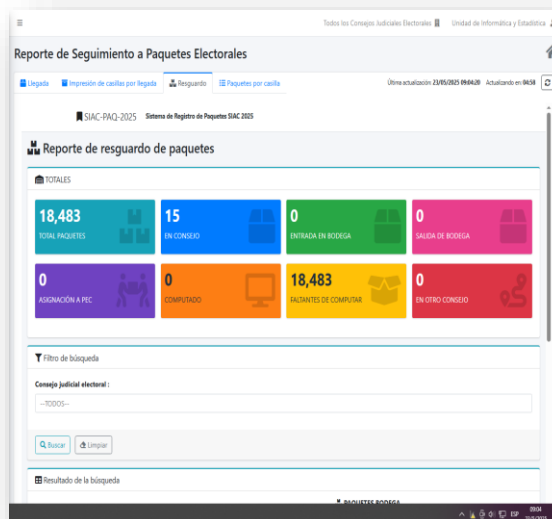 Todos los Consejos Judiciales Electorales Unidad de Informática y Estadística
Reporte de Seguimiento a Paquetes Electorales
Llegada Impresión de casillas por llegada Resguardo Paquetes por casilla Última actualización 23/05/2025 09:04:20 Actualizando en 04:58
SIAC-PAQ-2025 Sistema de Registro de Paquetes SIAC 2025
Reporte de resguardo de paquetes
TOTALES
18,483 15 0 0
TOTAL PAQUETES EN CONSEJO ENTRADA EN BODEGA SALIDA DE BODEGA
0 0 18,483 0
ASIGNACIÓN A PEC COMPUTADO FALTANTES DE COMPUTAR EN OTRO CONSEJO
Filtro de búsqueda
Consejo judicial electoral :
--TODOS--
Buscar Limpiar
Resultado de la búsqueda
PAQUETES BODEGA
ESP 09:04